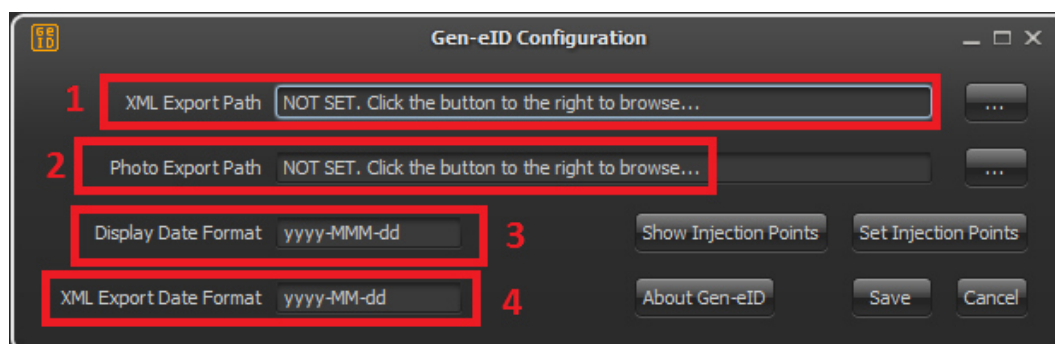 GE ID
Gen-eID Configuration
1 XML Export Path NOT SET. Click the button to the right to browse... ...
2 Photo Export Path NOT SET. Click the button to the right to browse... ...
Display Date Format yyyy-MMM-dd 3 Show Injection Points Set Injection Points
XML Export Date Format yyyy-MM-dd 4 About Gen-eID Save Cancel